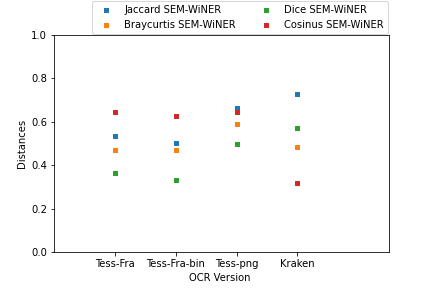 Jaccard SEM-WiNER Dice SEM-WiNER
Braycurtis SEM-WiNER Cosinus SEM-WiNER
1.0
0.8
0.6
0.4
0.2
0.0
Distances
Tess-Fra Tess-Fra-bin Tess-png Kraken
OCR Version